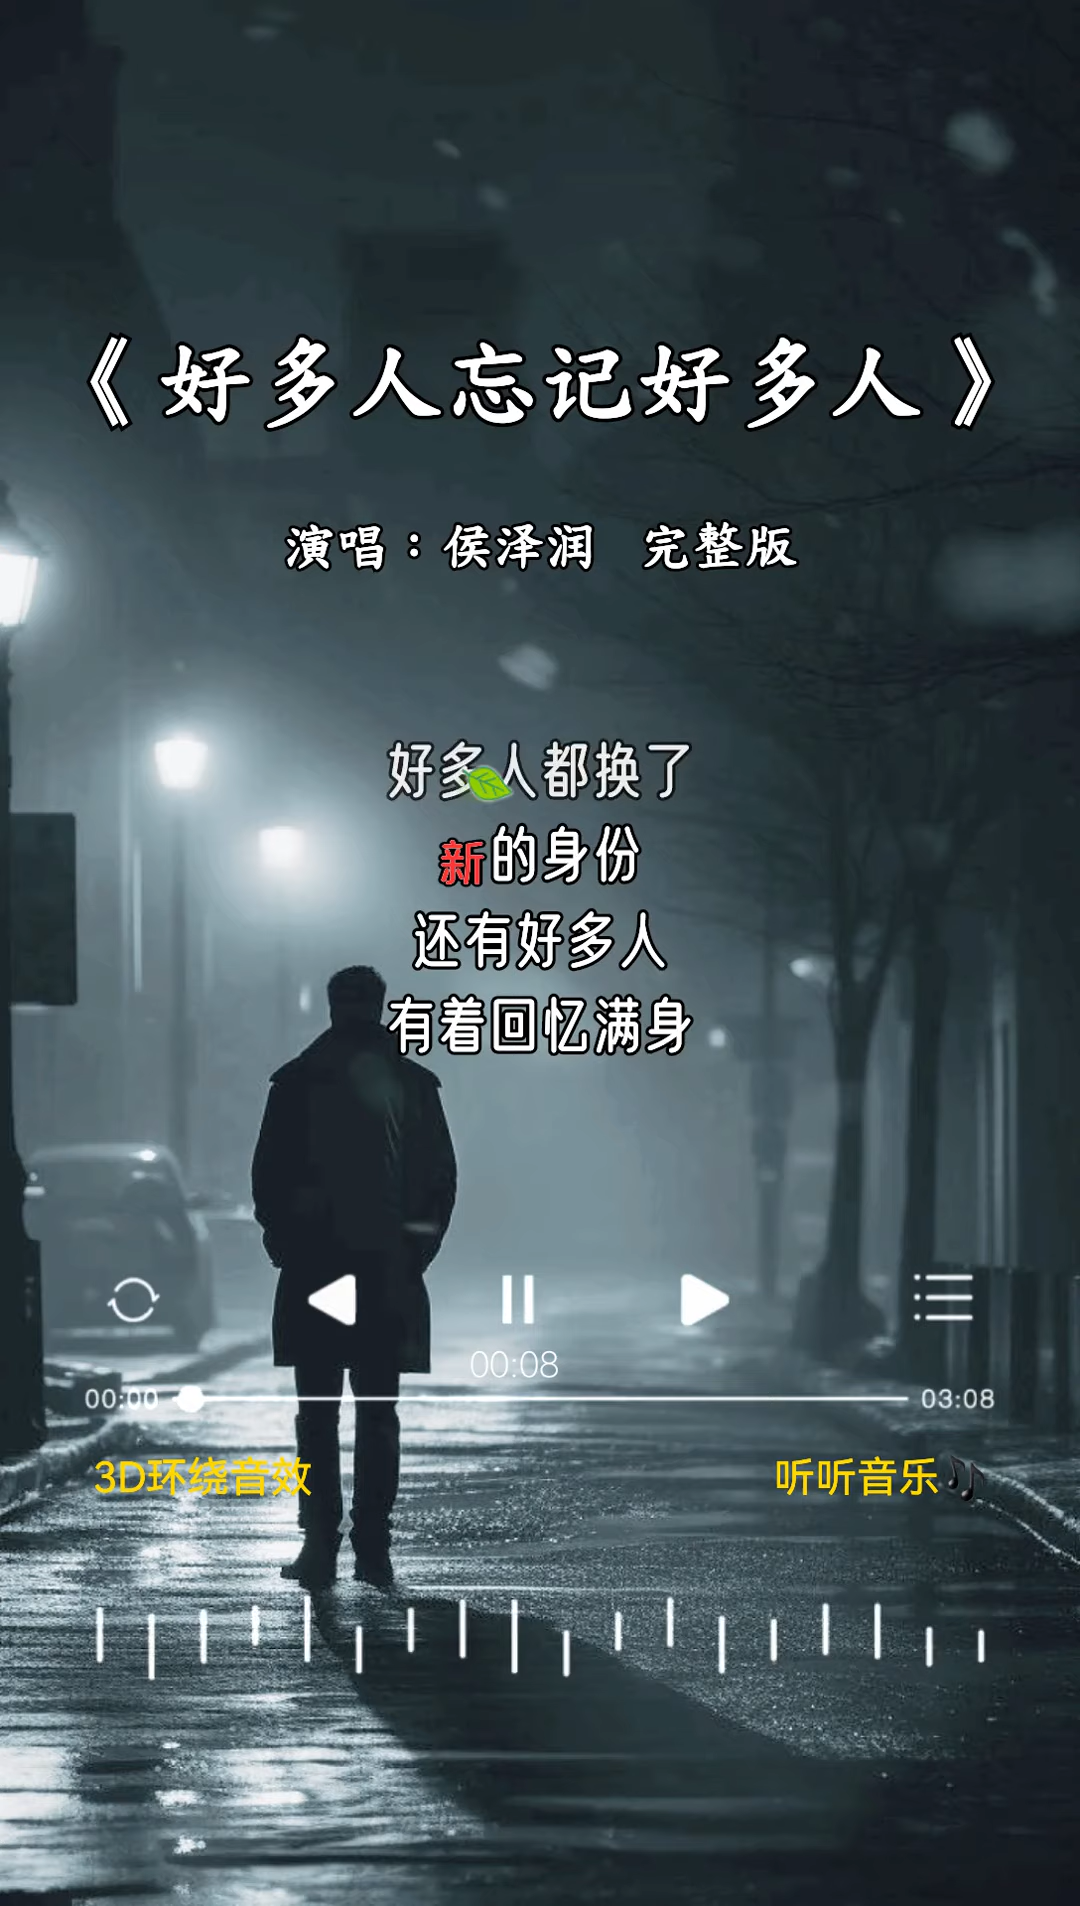 《好多人忘记好多人》
演唱：侯泽润 完整版
好多人都换了
新的身份
还有好多人
有着回忆满身
00:08
00:00 03:08
3D环绕音效 听听音乐🎶